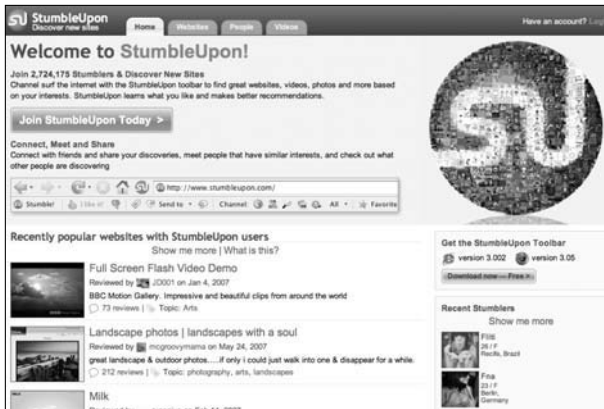 StumbleUpon
Discover new sites
Home Websites People Videos
Have an account?
Welcome to StumbleUpon!
Join 2,724,175 Stumblers & Discover New Sites
Channel surf the internet with the StumbleUpon toolbar to find great websites, videos, photos and more based
on your interests. StumbleUpon learns what you like and makes better recommendations.
Join StumbleUpon Today >
Connect, Meet and Share
Connect with friends and share your discoveries, meet people that have similar interests, and check out what
other people are discovering
http://www.stumbleupon.com/
Stumble! I like it! Send to Channel: All Favorite
Recently popular websites with StumbleUpon users
Show me more | What is this?
Full Screen Flash Video Demo
Reviewed by JD001 on Jan 4, 2007
BBC Motion Gallery. Impressive and beautiful clips from around the world
73 reviews | Topic: Arts
Landscape photos | landscapes with a soul
Reviewed by mcgroovymama on May 24, 2007
great landscape & outdoor photos.....if only i could just walk into one & disappear for a while.
212 reviews | Topic: photography, arts, landscapes
Milk
Get the StumbleUpon Toolbar
version 3.002 version 3.05
Download now — Free >
Recent Stumblers
Show me more
26 / F
Recife, Brazil
Fna
23 / F
Berlin,
Germany